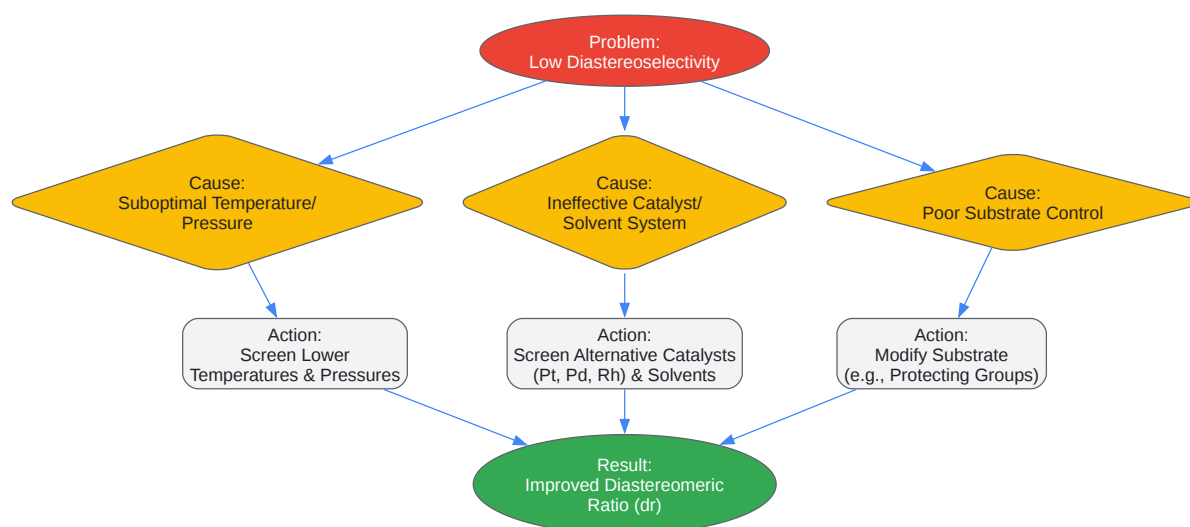 Problem:
Low Diastereoselectivity
Cause:
Suboptimal Temperature/
Pressure
Cause:
Ineffective Catalyst/
Solvent System
Cause:
Poor Substrate Control
Action:
Screen Lower
Temperatures & Pressures
Action:
Screen Alternative Catalysts
(Pt, Pd, Rh) & Solvents
Action:
Modify Substrate
(e.g., Protecting Groups)
Result:
Improved Diastereomeric
Ratio (dr)